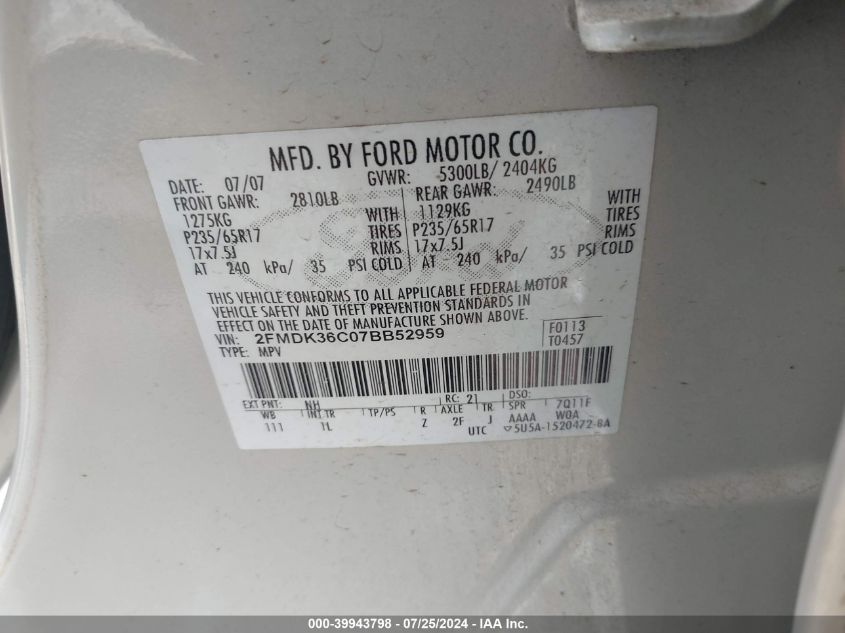 MFD. BY FORD MOTOR CO.
DATE: 07/07 GVWR: 5300LB/ 2404KG
FRONT GAWR: 2810LB REAR GAWR: 2490LB
1275KG WITH 1129KG WITH
P235/65R17 TIRES P235/65R17 TIRES
17x7.5J RIMS 17x7.5J RIMS
AT 240 kPa/ 35 PSI COLD AT 240 kPa/ 35 PSI COLD
THIS VEHICLE CONFORMS TO ALL APPLICABLE FEDERAL MOTOR
VEHICLE SAFETY AND THEFT PREVENTION STANDARDS IN
EFFECT ON THE DATE OF MANUFACTURE SHOWN ABOVE.
VIN: 2FMDK36C07BB52959 F0113
TYPE: MPV T0457
EXT PNT: NH RC: 21 DSO:
WB INT TR TP/PS R AXLE TR SPR 7Q11F
111 1L Z 2F J AAAA W0A
UTC ▽5U5A-1520472-BA
000-39943798 - 07/25/2024 - IAA Inc.